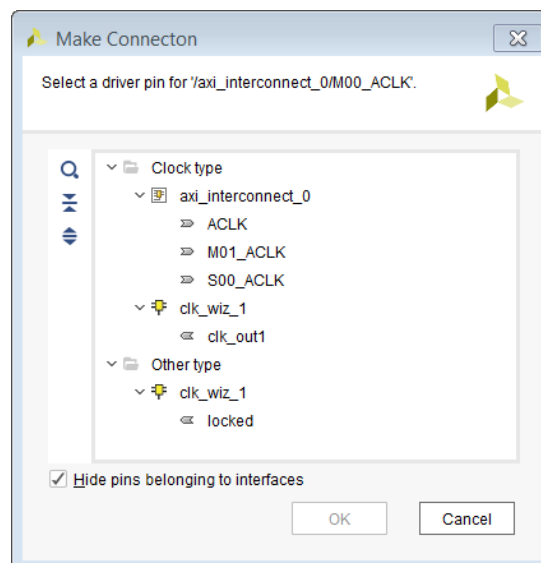 Make Connecton
Select a driver pin for '/axi_interconnect_0/M00_ACLK'.
Clock type
axi_interconnect_0
ACLK
M01_ACLK
S00_ACLK
clk_wiz_1
clk_out1
Other type
clk_wiz_1
locked
Hide pins belonging to interfaces
OK
Cancel